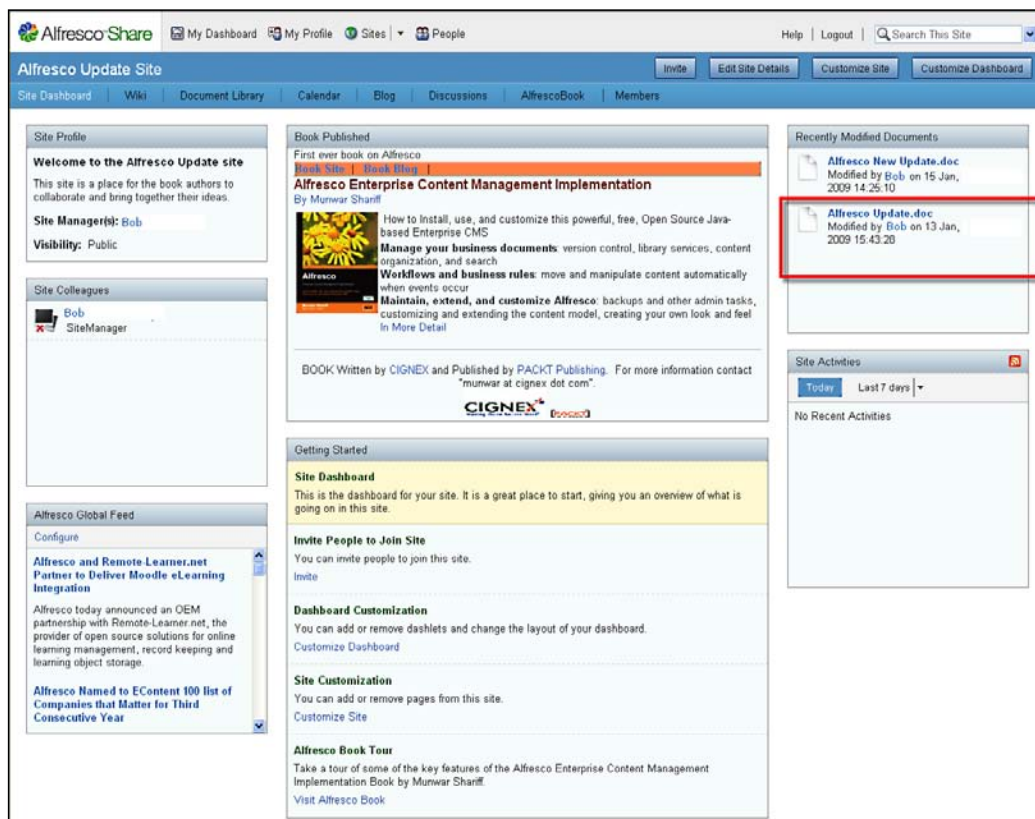 Alfresco Share
My Dashboard My Profile Sites People
Help | Logout | Search This Site
Alfresco Update Site
Invite Edit Site Details Customize Site Customize Dashboard
Site Dashboard Wiki Document Library Calendar Blog Discussions AlfrescoBook Members
Site Profile
Welcome to the Alfresco Update site
This site is a place for the book authors to
collaborate and bring together their ideas.
Site Manager(s): Bob
Visibility: Public
Site Colleagues
Bob
SiteManager
Alfresco Global Feed
Configure
Alfresco and Remote-Learner.net
Partner to Deliver Moodle eLearning
Integration
Alfresco today announced an OEM
partnership with Remote-Learner.net, the
provider of open source solutions for online
learning management, record keeping and
learning object storage.
Alfresco Named to EContent 100 list of
Companies that Matter for Third
Consecutive Year
Book Published
First ever book on Alfresco
Book Site | Book Blog |
Alfresco Enterprise Content Management Implementation
By Munwar Shariff
Alfresco
How to Install, use, and customize this powerful, free, Open Source Java-
based Enterprise CMS
Manage your business documents: version control, library services, content
organization, and search
Workflows and business rules: move and manipulate content automatically
when events occur
Maintain, extend, and customize Alfresco: backups and other admin tasks,
customizing and extending the content model, creating your own look and feel
In More Detail
BOOK Written by CIGNEX and Published by PACKT Publishing. For more information contact
"munwar at cignex dot com".
CIGNEX [PACKT]
Getting Started
Site Dashboard
This is the dashboard for your site. It is a great place to start, giving you an overview of what is
going on in this site.
Invite People to Join Site
You can invite people to join this site.
Invite
Dashboard Customization
You can add or remove dashlets and change the layout of your dashboard.
Customize Dashboard
Site Customization
You can add or remove pages from this site.
Customize Site
Alfresco Book Tour
Take a tour of some of the key features of the Alfresco Enterprise Content Management
Implementation Book by Munwar Shariff.
Visit Alfresco Book
Recently Modified Documents
Alfresco New Update.doc
Modified by Bob on 15 Jan,
2009 14:25:10
Alfresco Update.doc
Modified by Bob on 13 Jan,
2009 15:43:28
Site Activities
Today Last 7 days
No Recent Activities